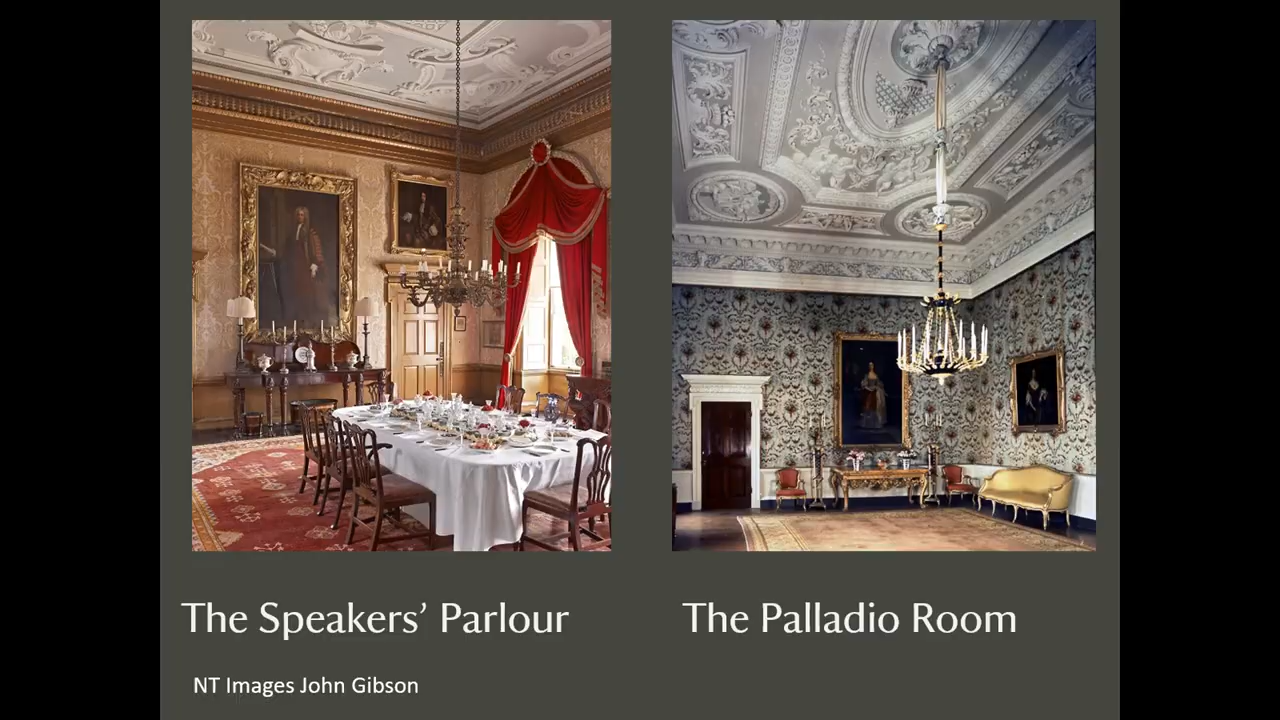 The Speakers’ Parlour
The Palladio Room
NT Images John Gibson